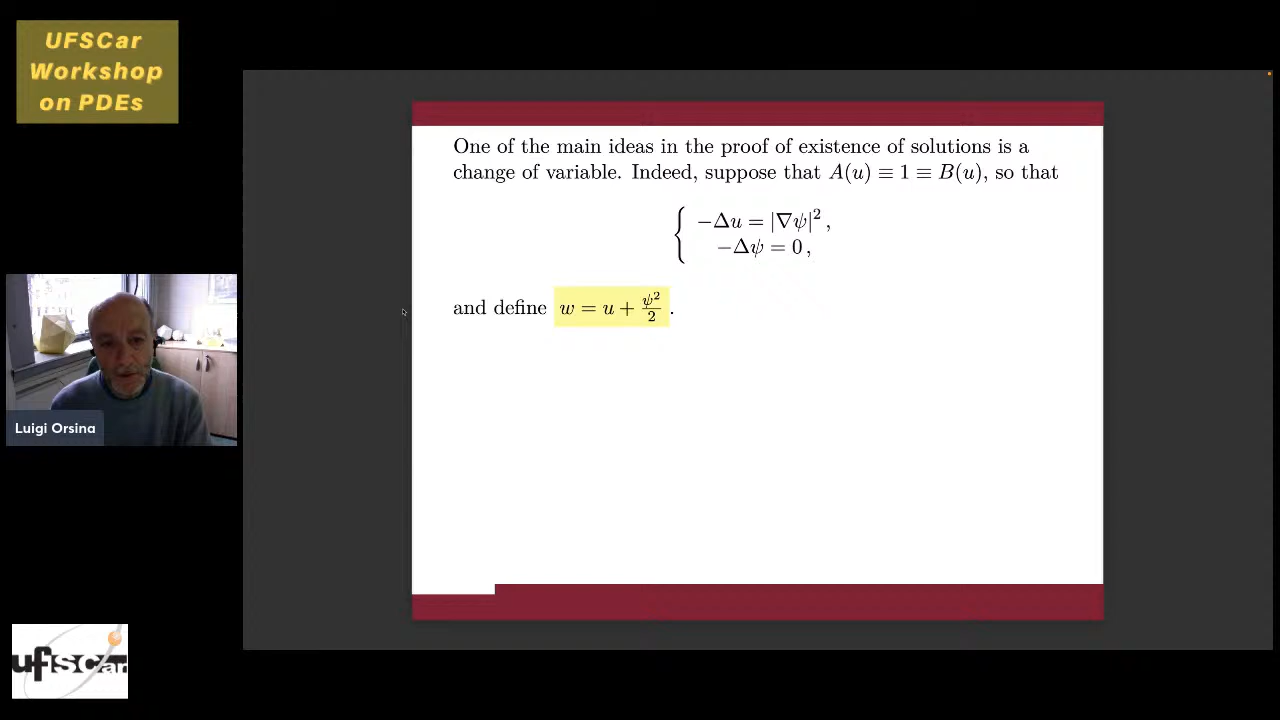 UFSCar
Workshop
on PDEs
One of the main ideas in the proof of existence of solutions is a
change of variable. Indeed, suppose that A(u) ≡ 1 ≡ B(u), so that
−Δu = |∇ψ|²,
−Δψ = 0,
and define w = u + ψ²/2.
Luigi Orsina
ufscar